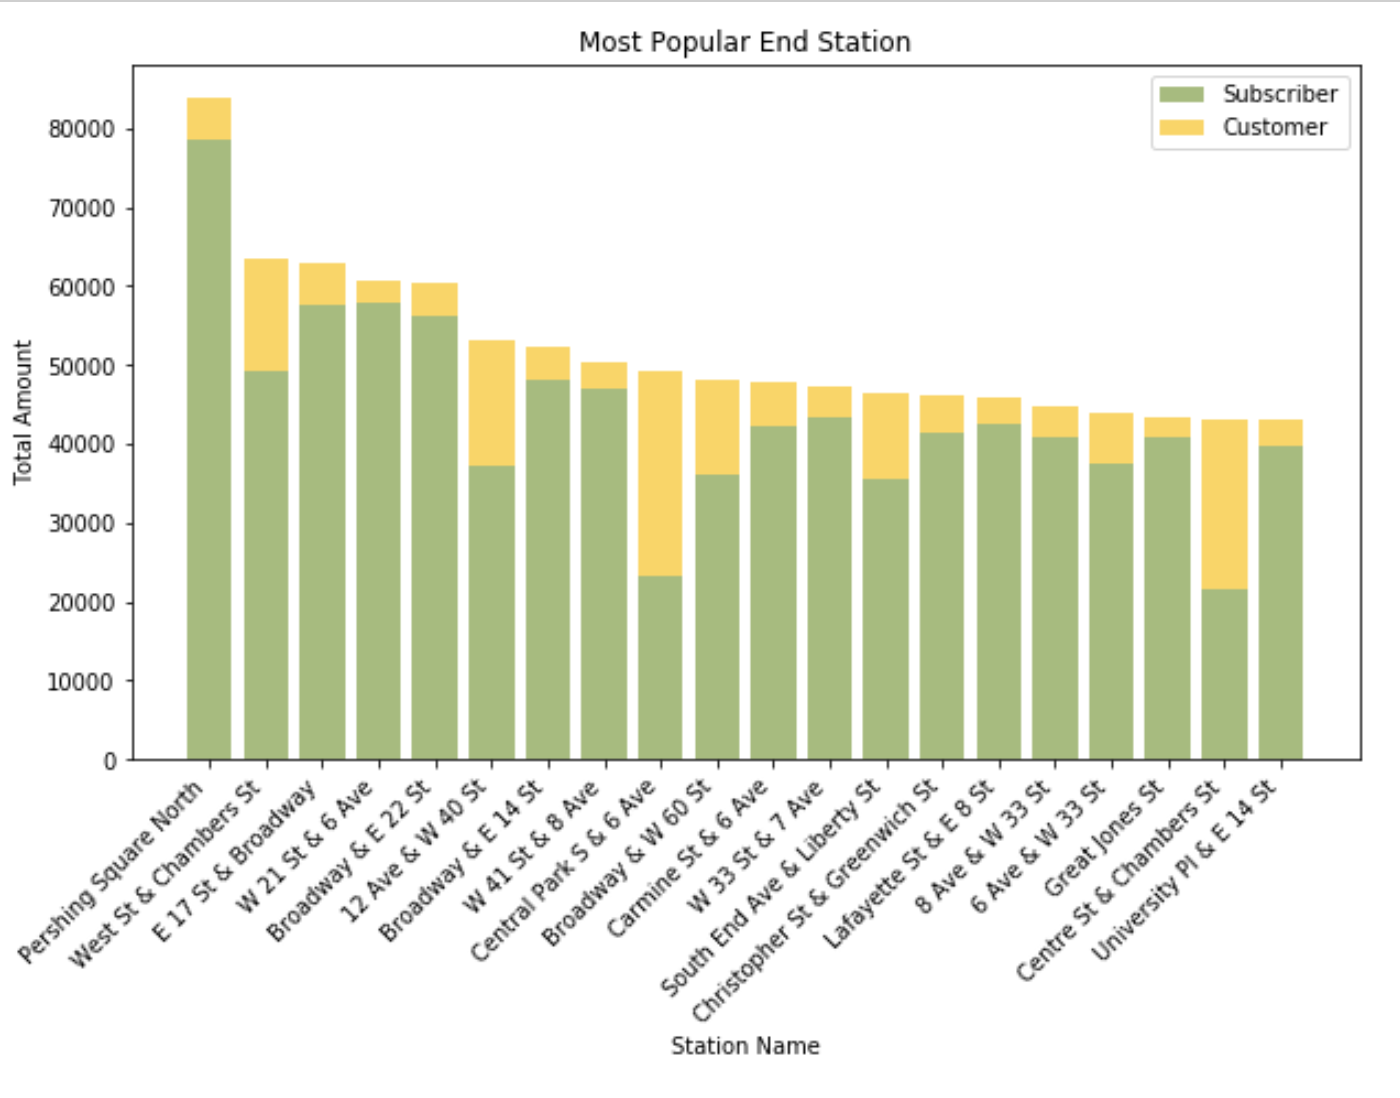 Most Popular End Station
Subscriber
Customer
80000
70000
60000
50000
40000
30000
20000
10000
0
Total Amount
Pershing Square North
West St & Chambers St
E 17 St & Broadway
W 21 St & 6 Ave
Broadway & E 22 St
12 Ave & W 40 St
Broadway & E 14 St
W 41 St & 8 Ave
Central Park S & 6 Ave
Broadway & W 60 St
Carmine St & 6 Ave
W 33 St & 7 Ave
South End Ave & Liberty St
Christopher St & Greenwich St
Lafayette St & E 8 St
8 Ave & W 33 St
6 Ave & W 33 St
Great Jones St
Centre St & Chambers St
University Pl & E 14 St
Station Name